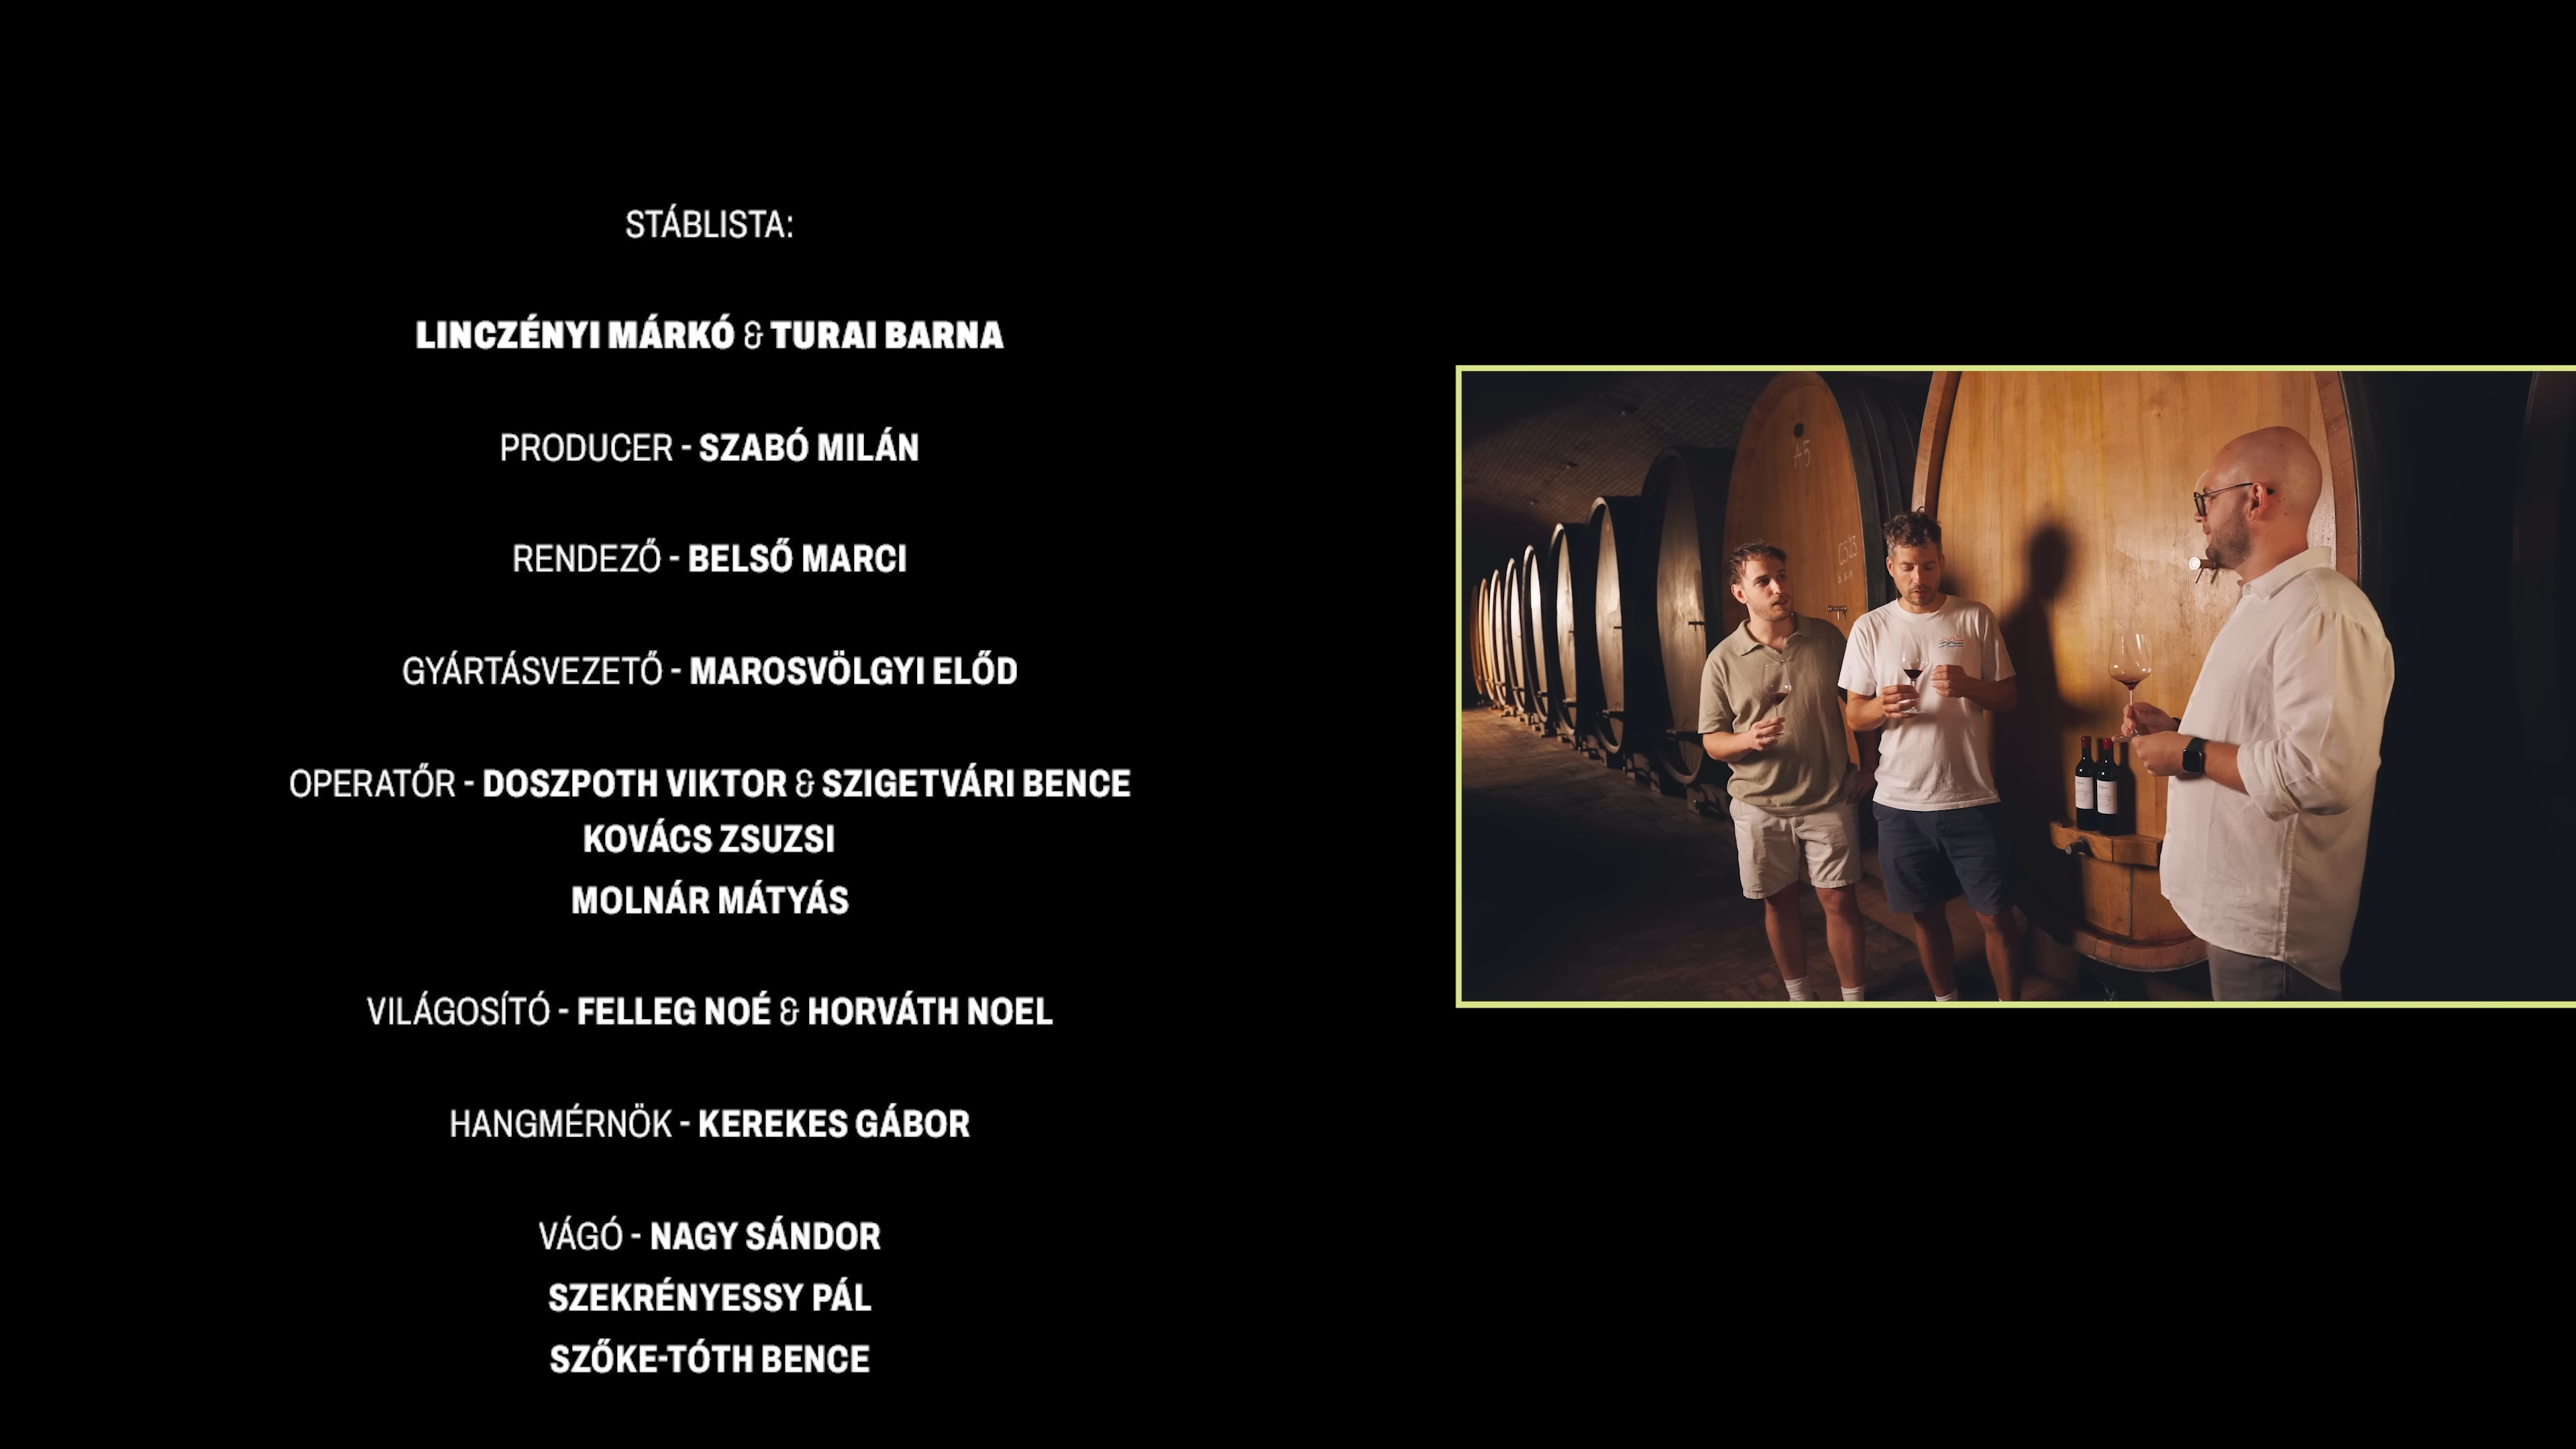 STÁBLISTA:
LINCZÉNYI MÁRKÓ & TURAI BARNA
PRODUCER - SZABÓ MILÁN
RENDEZŐ - BELSŐ MARCI
GYÁRTÁSVEZETŐ - MAROSVÖLGYI ELŐD
OPERATŐR - DOSZPOTH VIKTOR & SZIGETVÁRI BENCE
KOVÁCS ZSUZSI
MOLNÁR MÁTYÁS
VILÁGOSÍTÓ - FELLEG NOÉ & HORVÁTH NOEL
HANGMÉRNÖK - KEREKES GÁBOR
VÁGÓ - NAGY SÁNDOR
SZEKRÉNYESSY PÁL
SZŐKE-TÓTH BENCE
A5
CS23